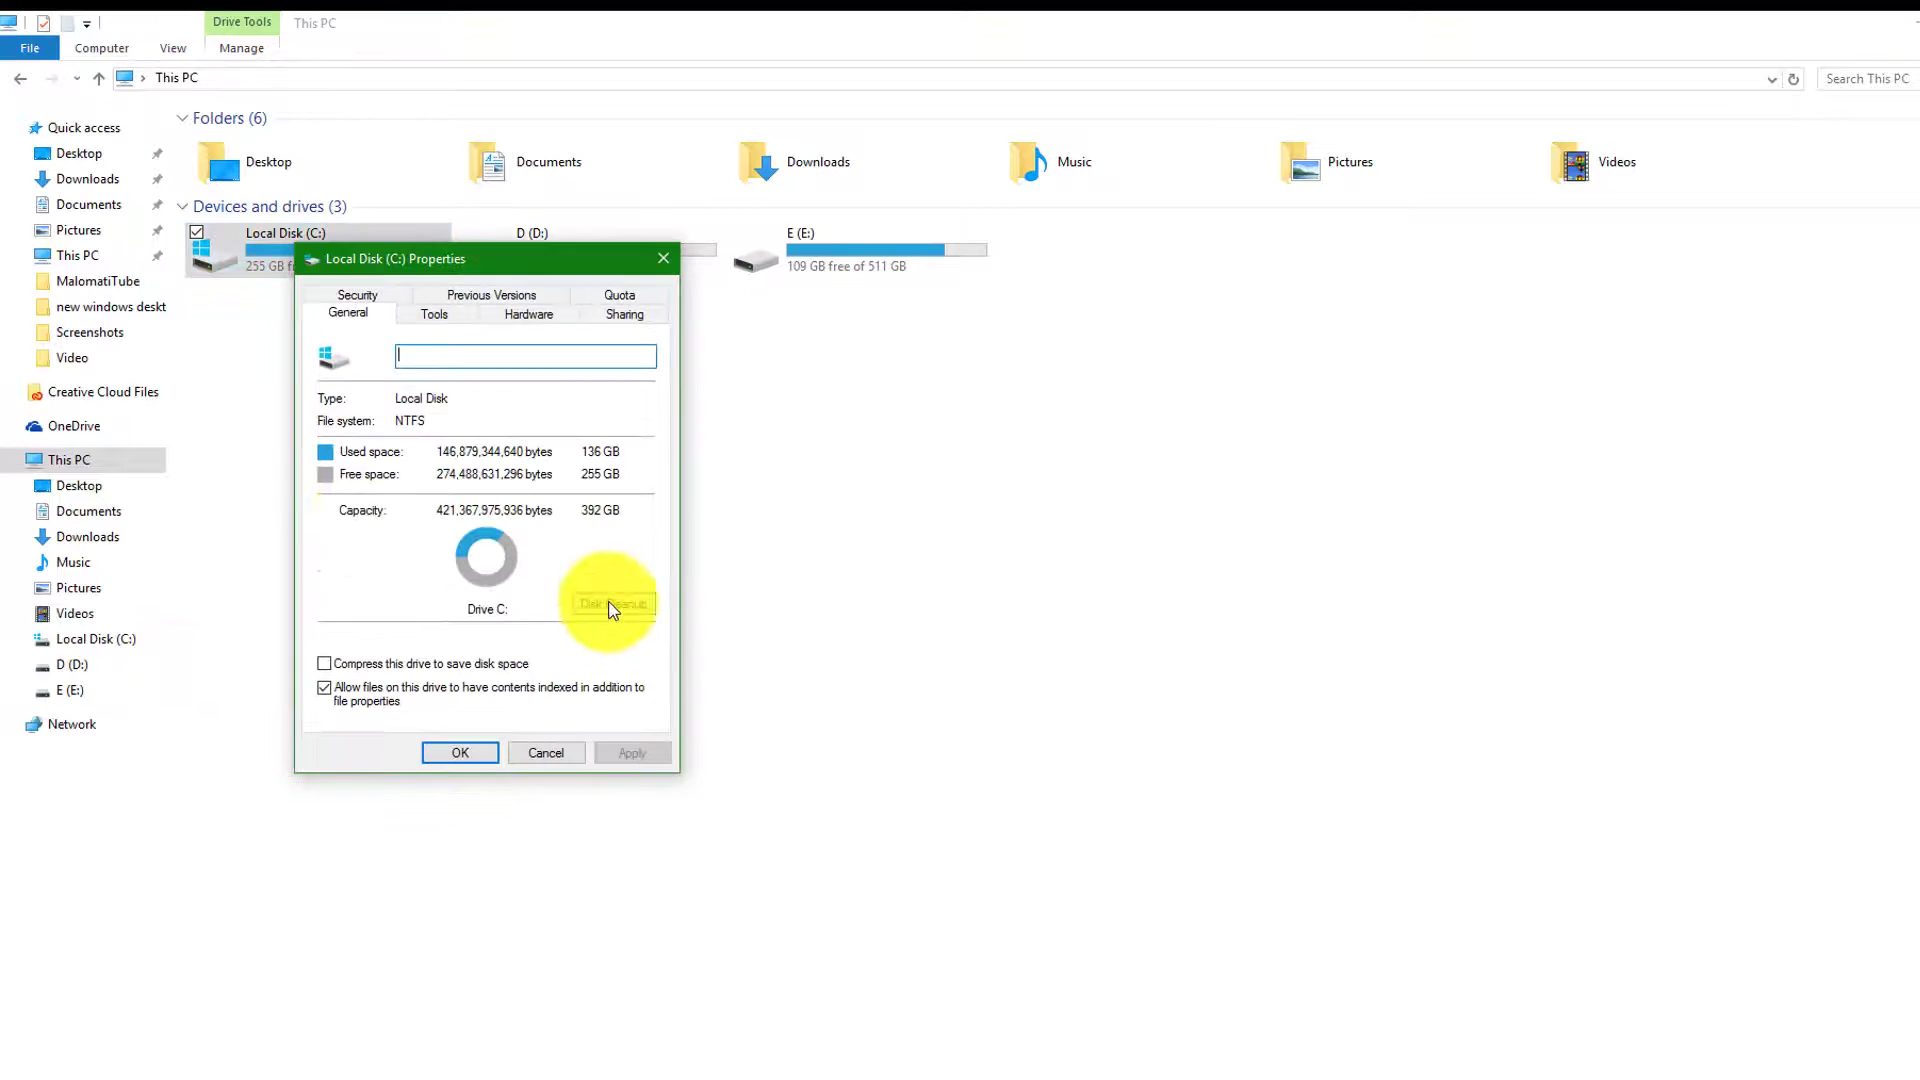 Drive Tools
This PC
File
Computer
View
Manage
This PC
Search This PC
Quick access
Desktop
Downloads
Documents
Pictures
This PC
MalomatiTube
new windows deskt
Screenshots
Video
Creative Cloud Files
OneDrive
This PC
Desktop
Documents
Downloads
Music
Pictures
Videos
Local Disk (C:)
D (D:)
E (E:)
Network
Folders (6)
Desktop
Documents
Downloads
Music
Pictures
Videos
Devices and drives (3)
Local Disk (C:)
255 GB
D (D:)
E (E:)
109 GB free of 511 GB
Local Disk (C:) Properties
Security
Previous Versions
Quota
General
Tools
Hardware
Sharing
Type: Local Disk
File system: NTFS
Used space: 146,879,344,640 bytes 136 GB
Free space: 274,488,631,296 bytes 255 GB
Capacity: 421,367,975,936 bytes 392 GB
Drive C:
Disk Cleanup
Compress this drive to save disk space
Allow files on this drive to have contents indexed in addition to
file properties
OK
Cancel
Apply